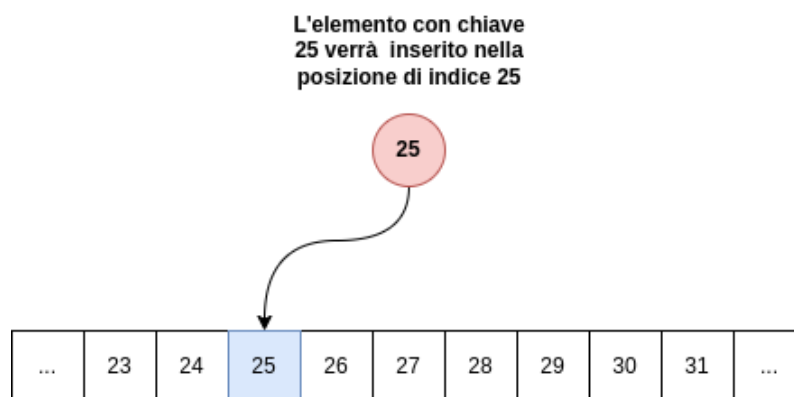 L'elemento con chiave
25 verrà inserito nella
posizione di indice 25
25
... 23 24 25 26 27 28 29 30 31 ...